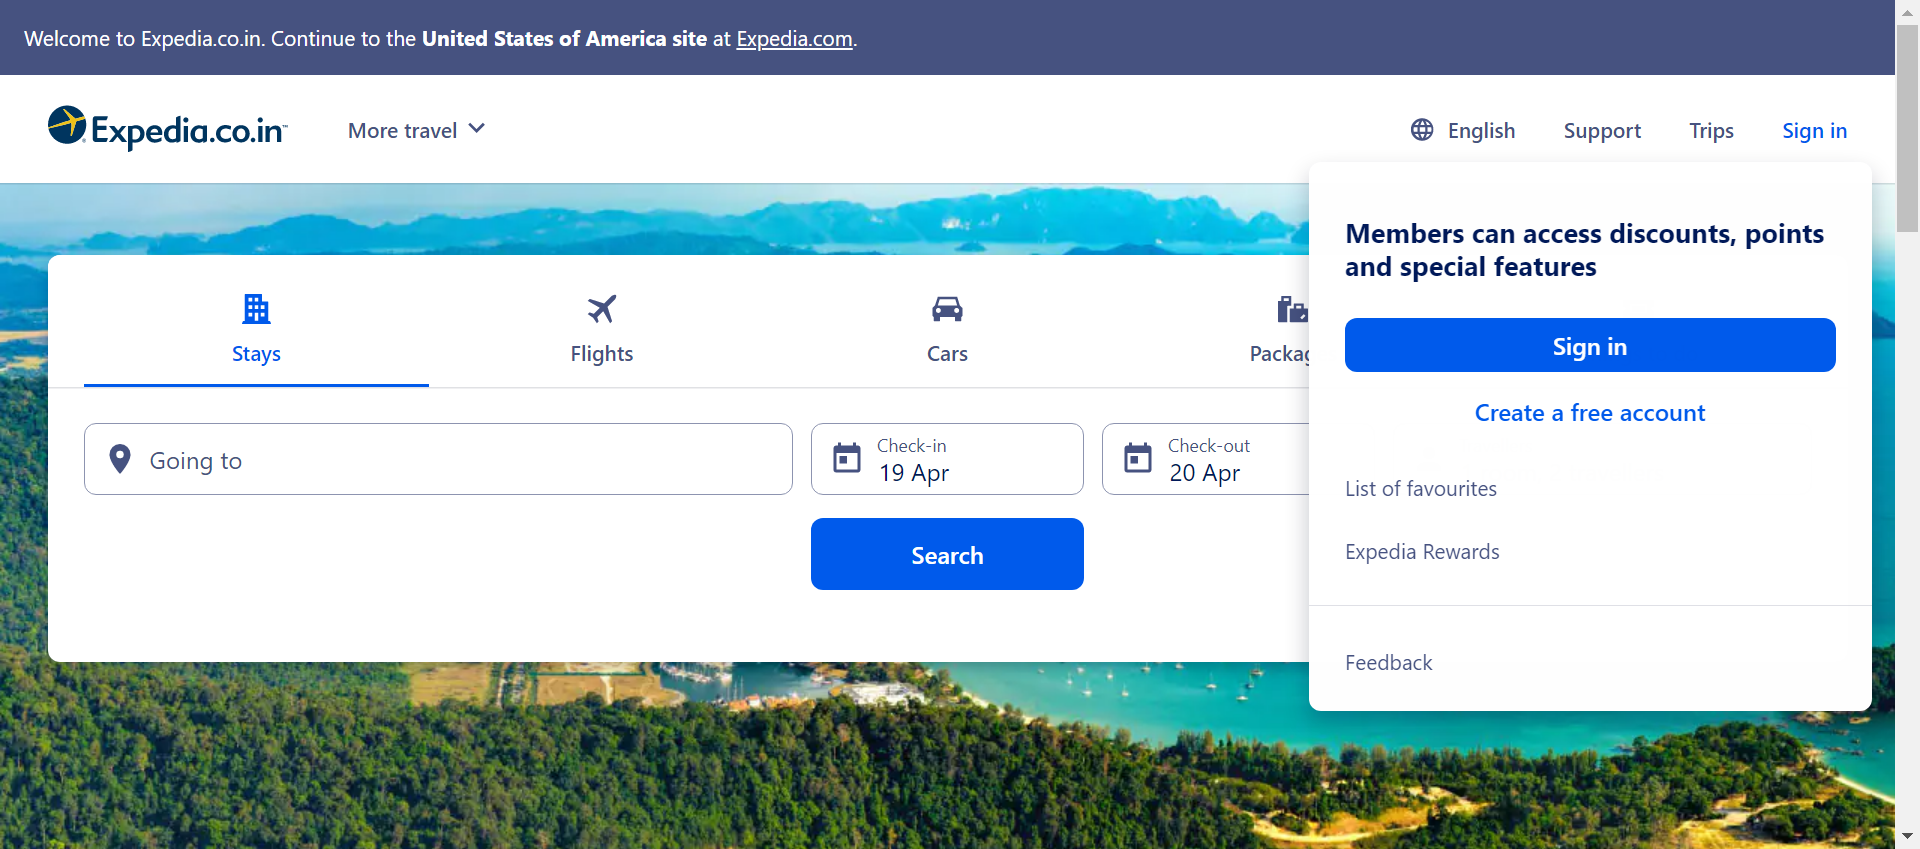 Welcome to Expedia.co.in. Continue to the United States of America site at Expedia.com.
Expedia.co.in™
More travel
English
Support
Trips
Sign in
Members can access discounts, points
and special features
Sign in
Create a free account
List of favourites
Expedia Rewards
Feedback
Stays
Flights
Cars
Packag
Going to
Check-in
19 Apr
Check-out
20 Apr
Search